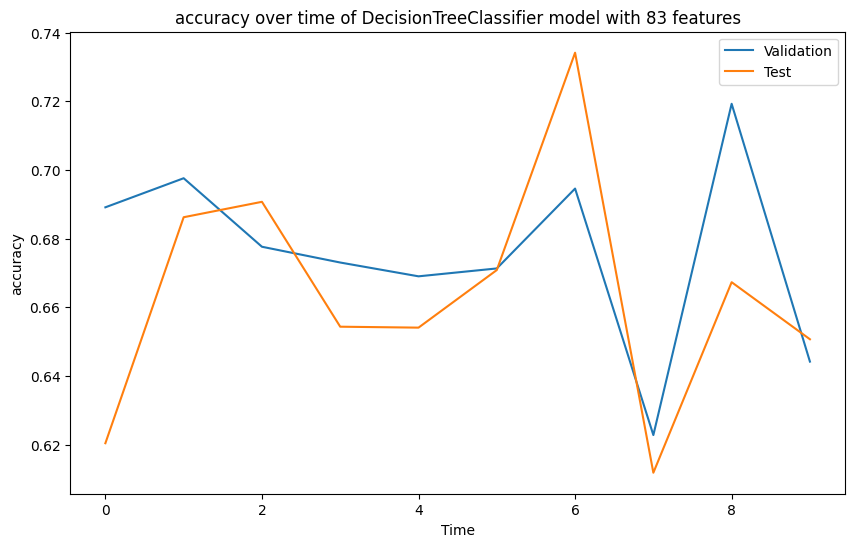 accuracy over time of DecisionTreeClassifier model with 83 features
Validation
Test
accuracy
0.74
0.72
0.70
0.68
0.66
0.64
0.62
0 2 4 6 8
Time